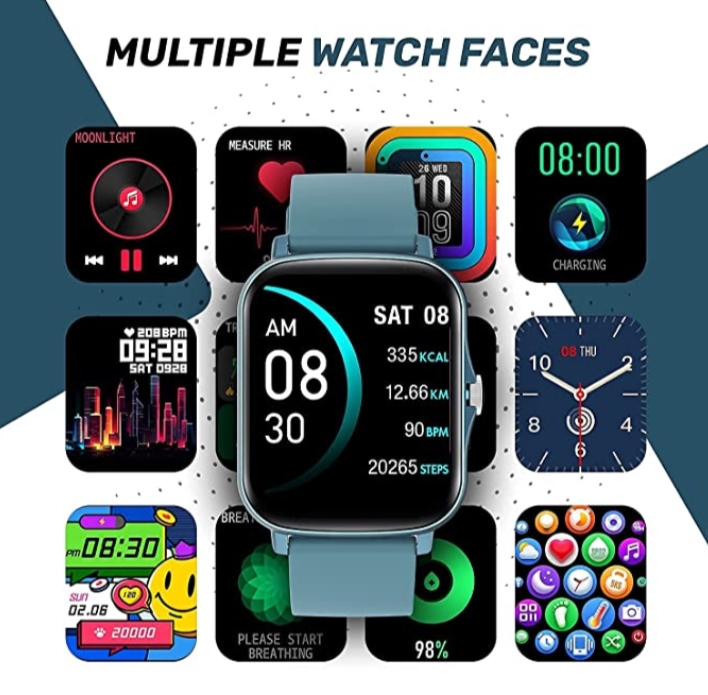 MULTIPLE WATCH FACES
MOONLIGHT
MEASURE HR
26 WED
10
09
08:00
CHARGING
208 BPM
09:28
SAT 0928
AM
08
30
SAT 08
335 KCAL
12.66 KM
90 BPM
20265 STEPS
08 THU
10
2
8
4
6
PM 08:30
SUN
02.06
120
20000
PLEASE START
BREATHING
98%